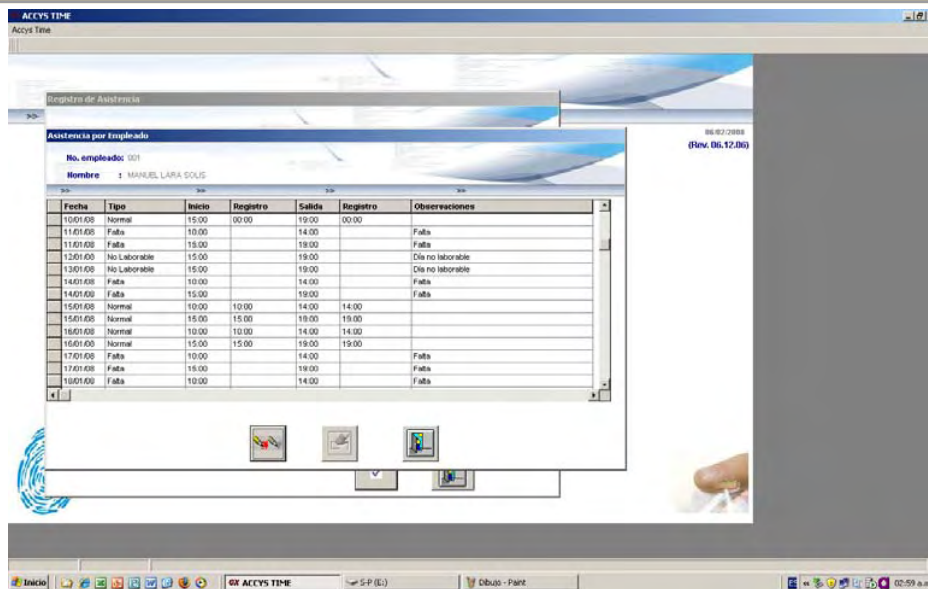 ACCYS TIME
Accys Time
Registro de Asistencia
>>
06/02/2008
(Rev. 06.12.06)
Asistencia por Empleado
No. empleado: 001
Nombre : MANUEL LARA SOLIS
>> >> >> >>
Fecha Tipo Inicio Registro Salida Registro Observaciones
10/01/08 Normal 15:00 00:00 19:00 00:00
11/01/08 Falta 10:00 14:00 Falta
11/01/08 Falta 15:00 19:00 Falta
12/01/08 No Laborable 15:00 19:00 Día no laborable
13/01/08 No Laborable 15:00 19:00 Día no laborable
14/01/08 Falta 10:00 14:00 Falta
14/01/08 Falta 15:00 19:00 Falta
15/01/08 Normal 10:00 10:00 14:00 14:00
15/01/08 Normal 15:00 15:00 19:00 19:00
16/01/08 Normal 10:00 10:00 14:00 14:00
16/01/08 Normal 15:00 15:00 19:00 19:00
17/01/08 Falta 10:00 14:00 Falta
17/01/08 Falta 15:00 19:00 Falta
18/01/08 Falta 10:00 14:00 Falta
Inicio GX ACCYS TIME S-P (E:) Dibujo - Paint ES « 02:59 a.m.